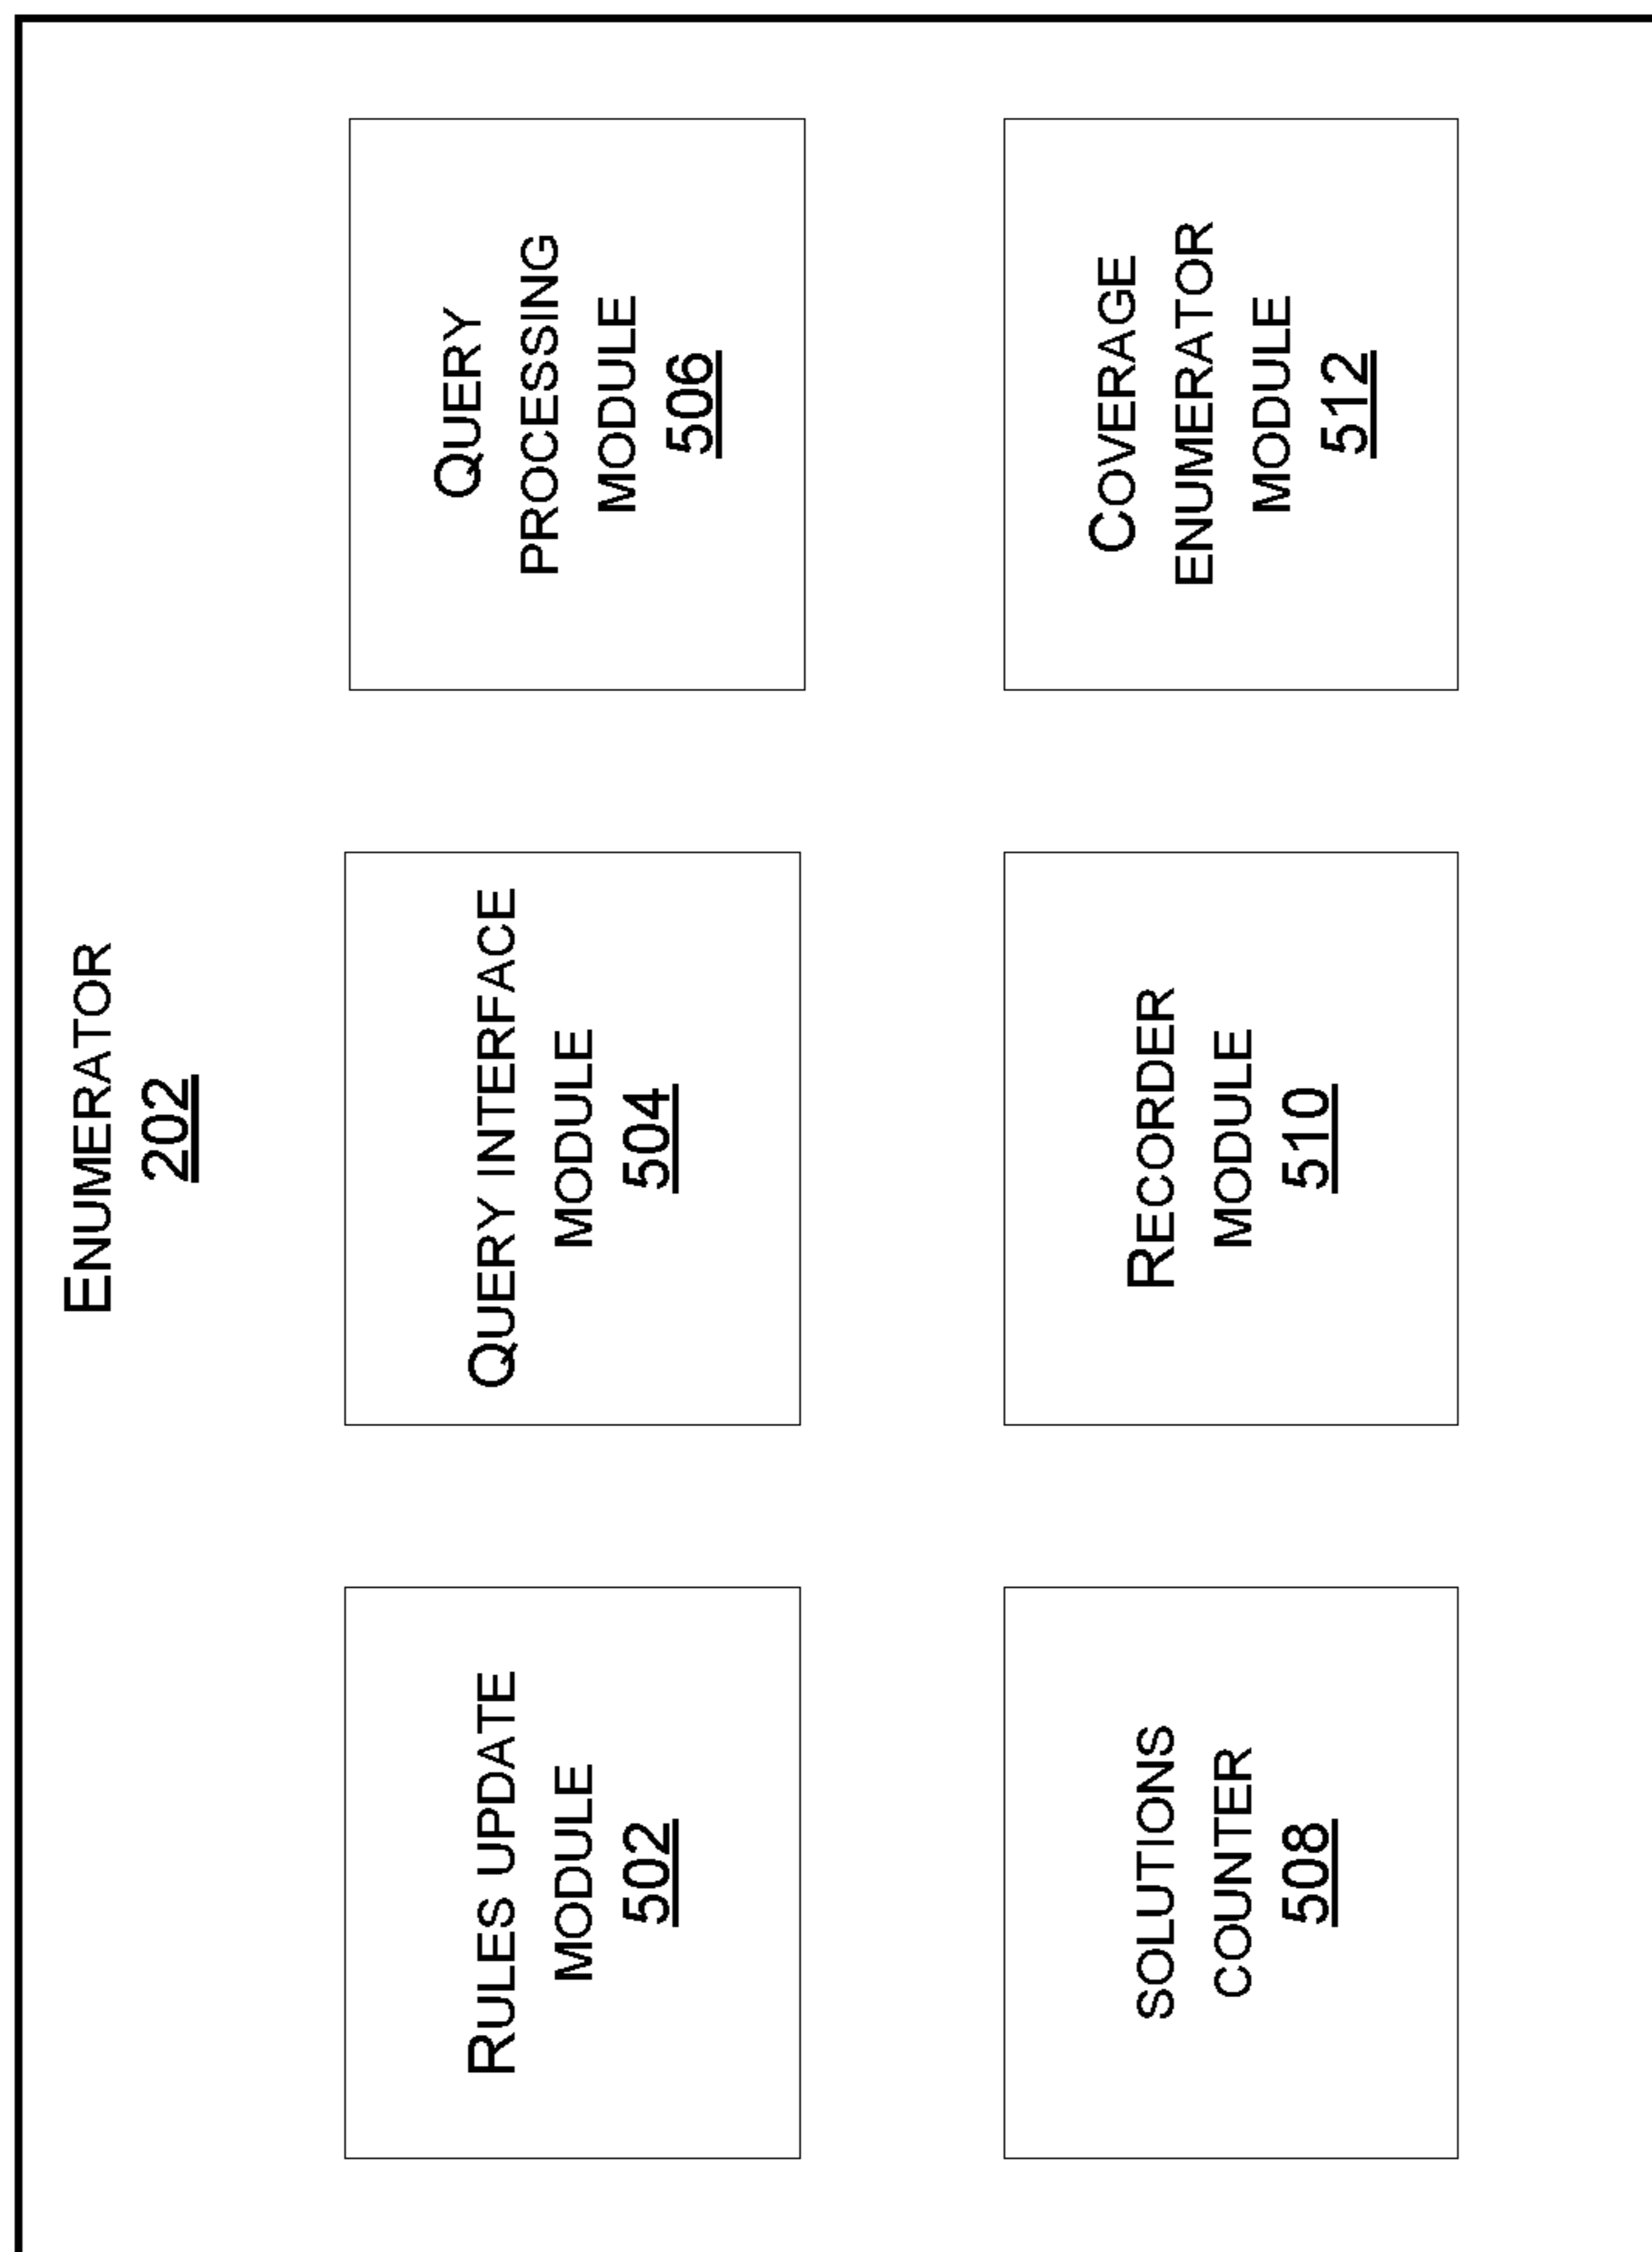 ENUMERATOR
202
RULES UPDATE
MODULE
502
QUERY INTERFACE
MODULE
504
QUERY
PROCESSING
MODULE
506
SOLUTIONS
COUNTER
508
RECORDER
MODULE
510
COVERAGE
ENUMERATOR
MODULE
512